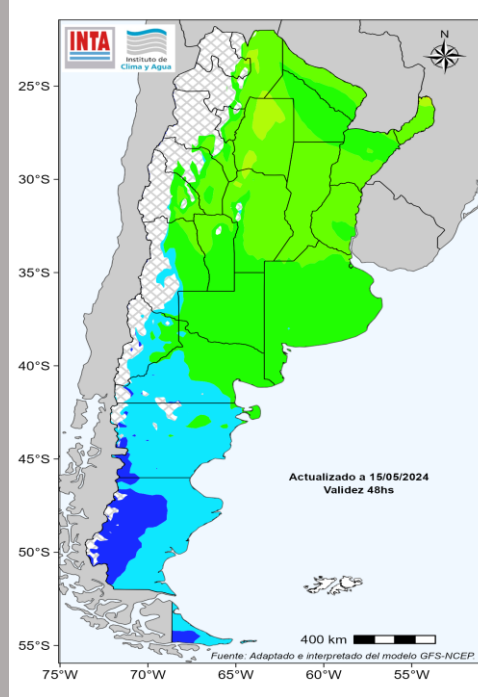 INTA
Instituto de
Clima y Agua
N
25°S
30°S
35°S
40°S
45°S
50°S
55°S
Actualizado a 15/05/2024
Validez 48hs
400 km
Fuente: Adaptado e interpretado del modelo GFS-NCEP.
75°W
70°W
65°W
60°W
55°W